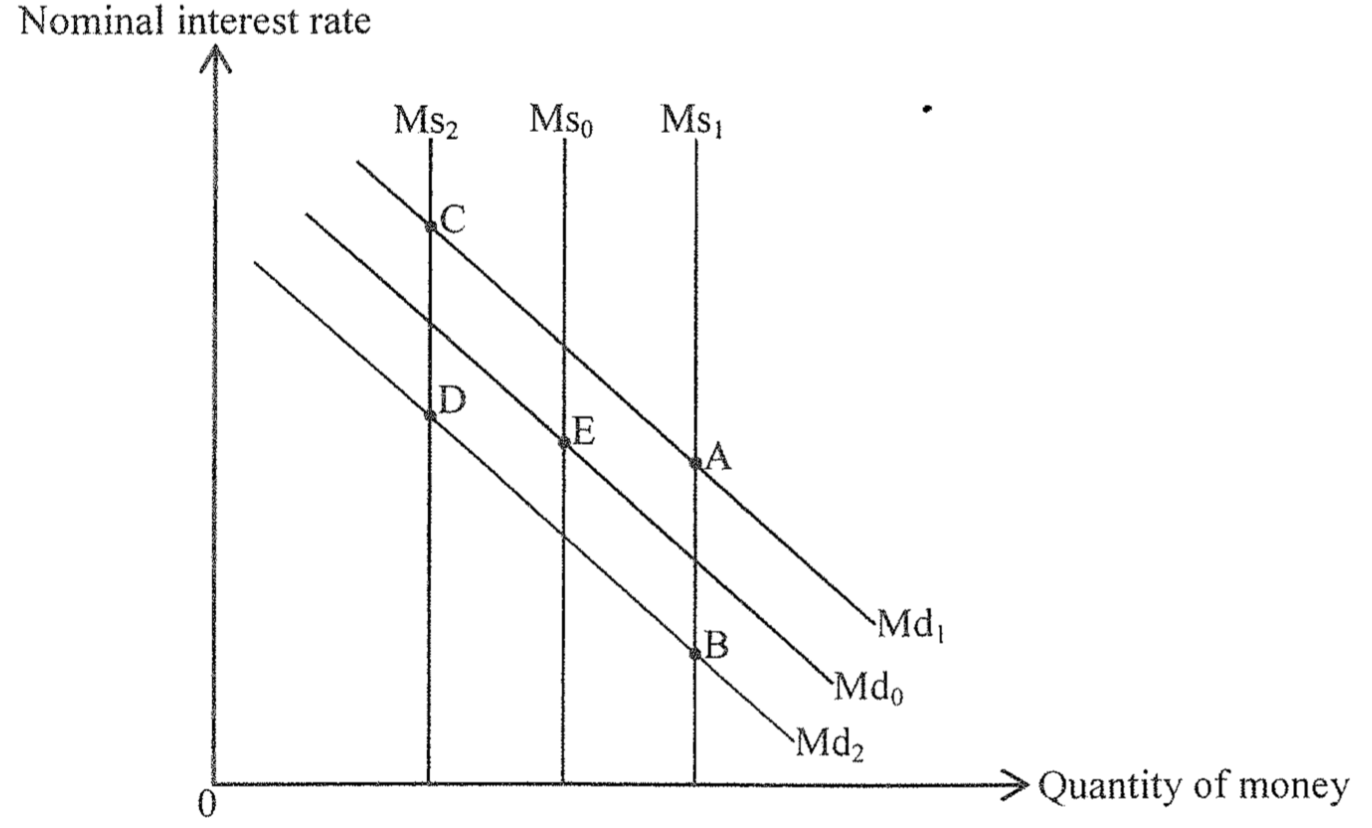 Nominal interest rate
Ms₂ Ms₀ Ms₁
C
D
E
A
Md₁
B
Md₀
Md₂
Quantity of money
0